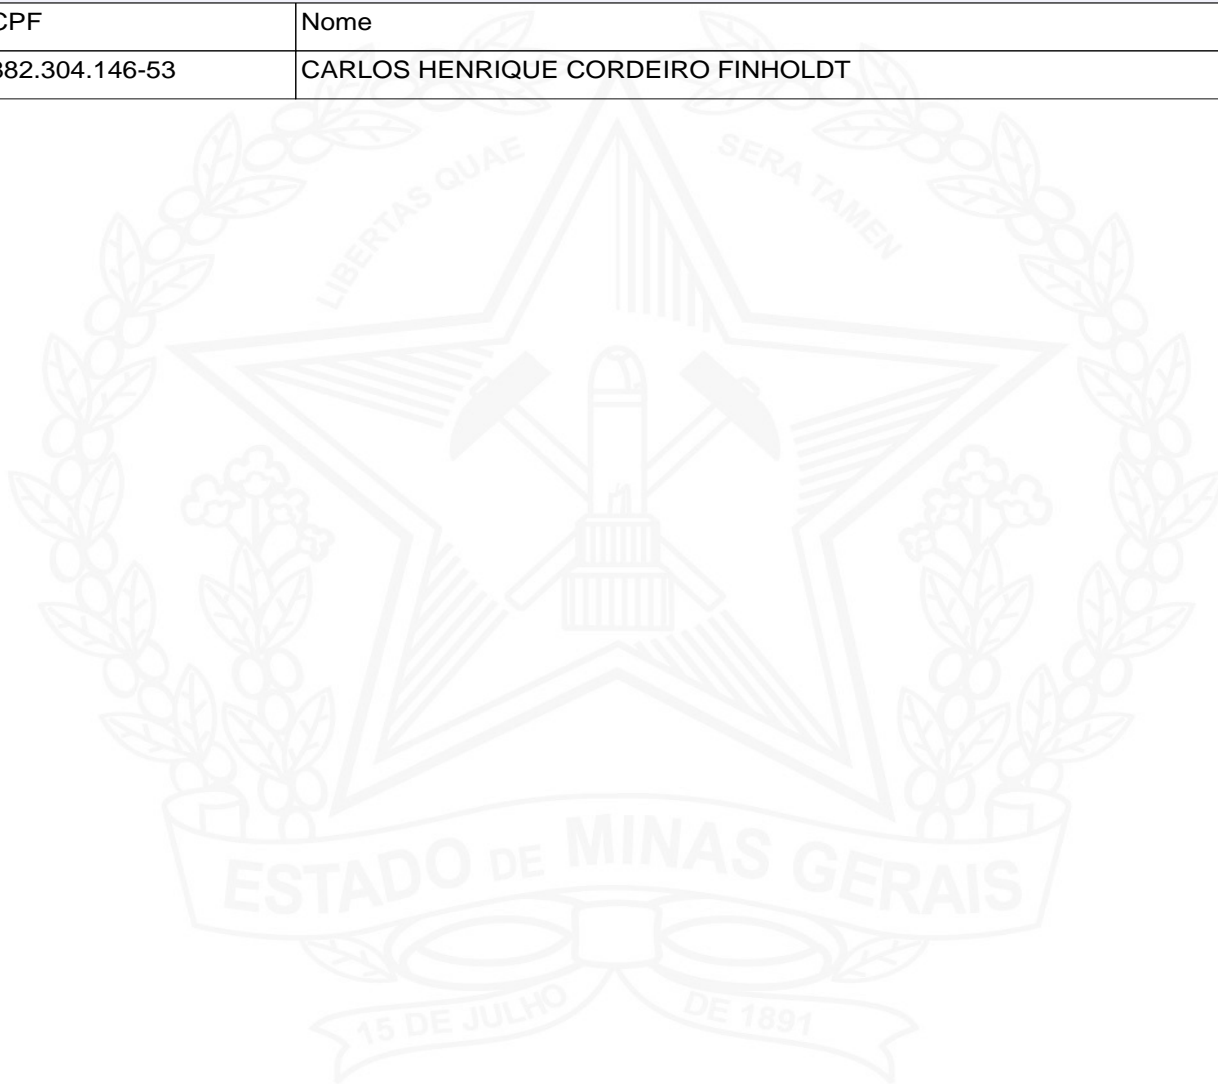 CPF Nome
882.304.146-53 CARLOS HENRIQUE CORDEIRO FINHOLDT
LIBERTAS QUAE SERA TAMEN
ESTADO DE MINAS GERAIS
15 DE JULHO DE 1891